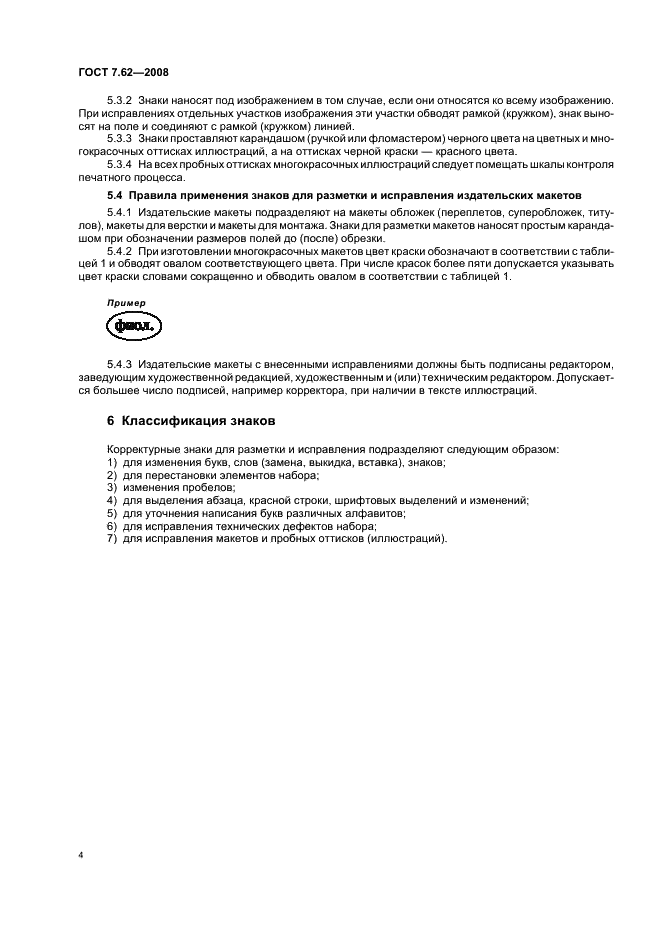 ГОСТ 7.62—2008
5.3.2 Знаки наносят под изображением в том случае, если они относятся ко всему изображению.
При исправлениях отдельных участков изображения эти участки обводят рамкой (кружком), знак выно-
сят на поле и соединяют с рамкой (кружком) линией.
5.3.3 Знаки проставляют карандашом (ручкой или фломастером) черного цвета на цветных и мно-
гокрасочных оттисках иллюстраций, а на оттисках черной краски — красного цвета.
5.3.4 На всех пробных оттисках многокрасочных иллюстраций следует помещать шкалы контроля
печатного процесса.
5.4 Правила применения знаков для разметки и исправления издательских макетов
5.4.1 Издательские макеты подразделяют на макеты обложек (переплетов, суперобложек, титу-
лов), макеты для верстки и макеты для монтажа. Знаки для разметки макетов наносят простым каранда-
шом при обозначении размеров полей до (после) обрезки.
5.4.2 При изготовлении многокрасочных макетов цвет краски обозначают в соответствии с табли-
цей 1 и обводят овалом соответствующего цвета. При числе красок более пяти допускается указывать
цвет краски словами сокращенно и обводить овалом в соответствии с таблицей 1.
Пример
фиол.
5.4.3 Издательские макеты с внесенными исправлениями должны быть подписаны редактором,
заведующим художественной редакцией, художественным и (или) техническим редактором. Допускает-
ся большее число подписей, например корректора, при наличии в тексте иллюстраций.
6 Классификация знаков
Корректурные знаки для разметки и исправления подразделяют следующим образом:
1) для изменения букв, слов (замена, выкидка, вставка), знаков;
2) для перестановки элементов набора;
3) изменения пробелов;
4) для выделения абзаца, красной строки, шрифтовых выделений и изменений;
5) для уточнения написания букв различных алфавитов;
6) для исправления технических дефектов набора;
7) для исправления макетов и пробных оттисков (иллюстраций).
4